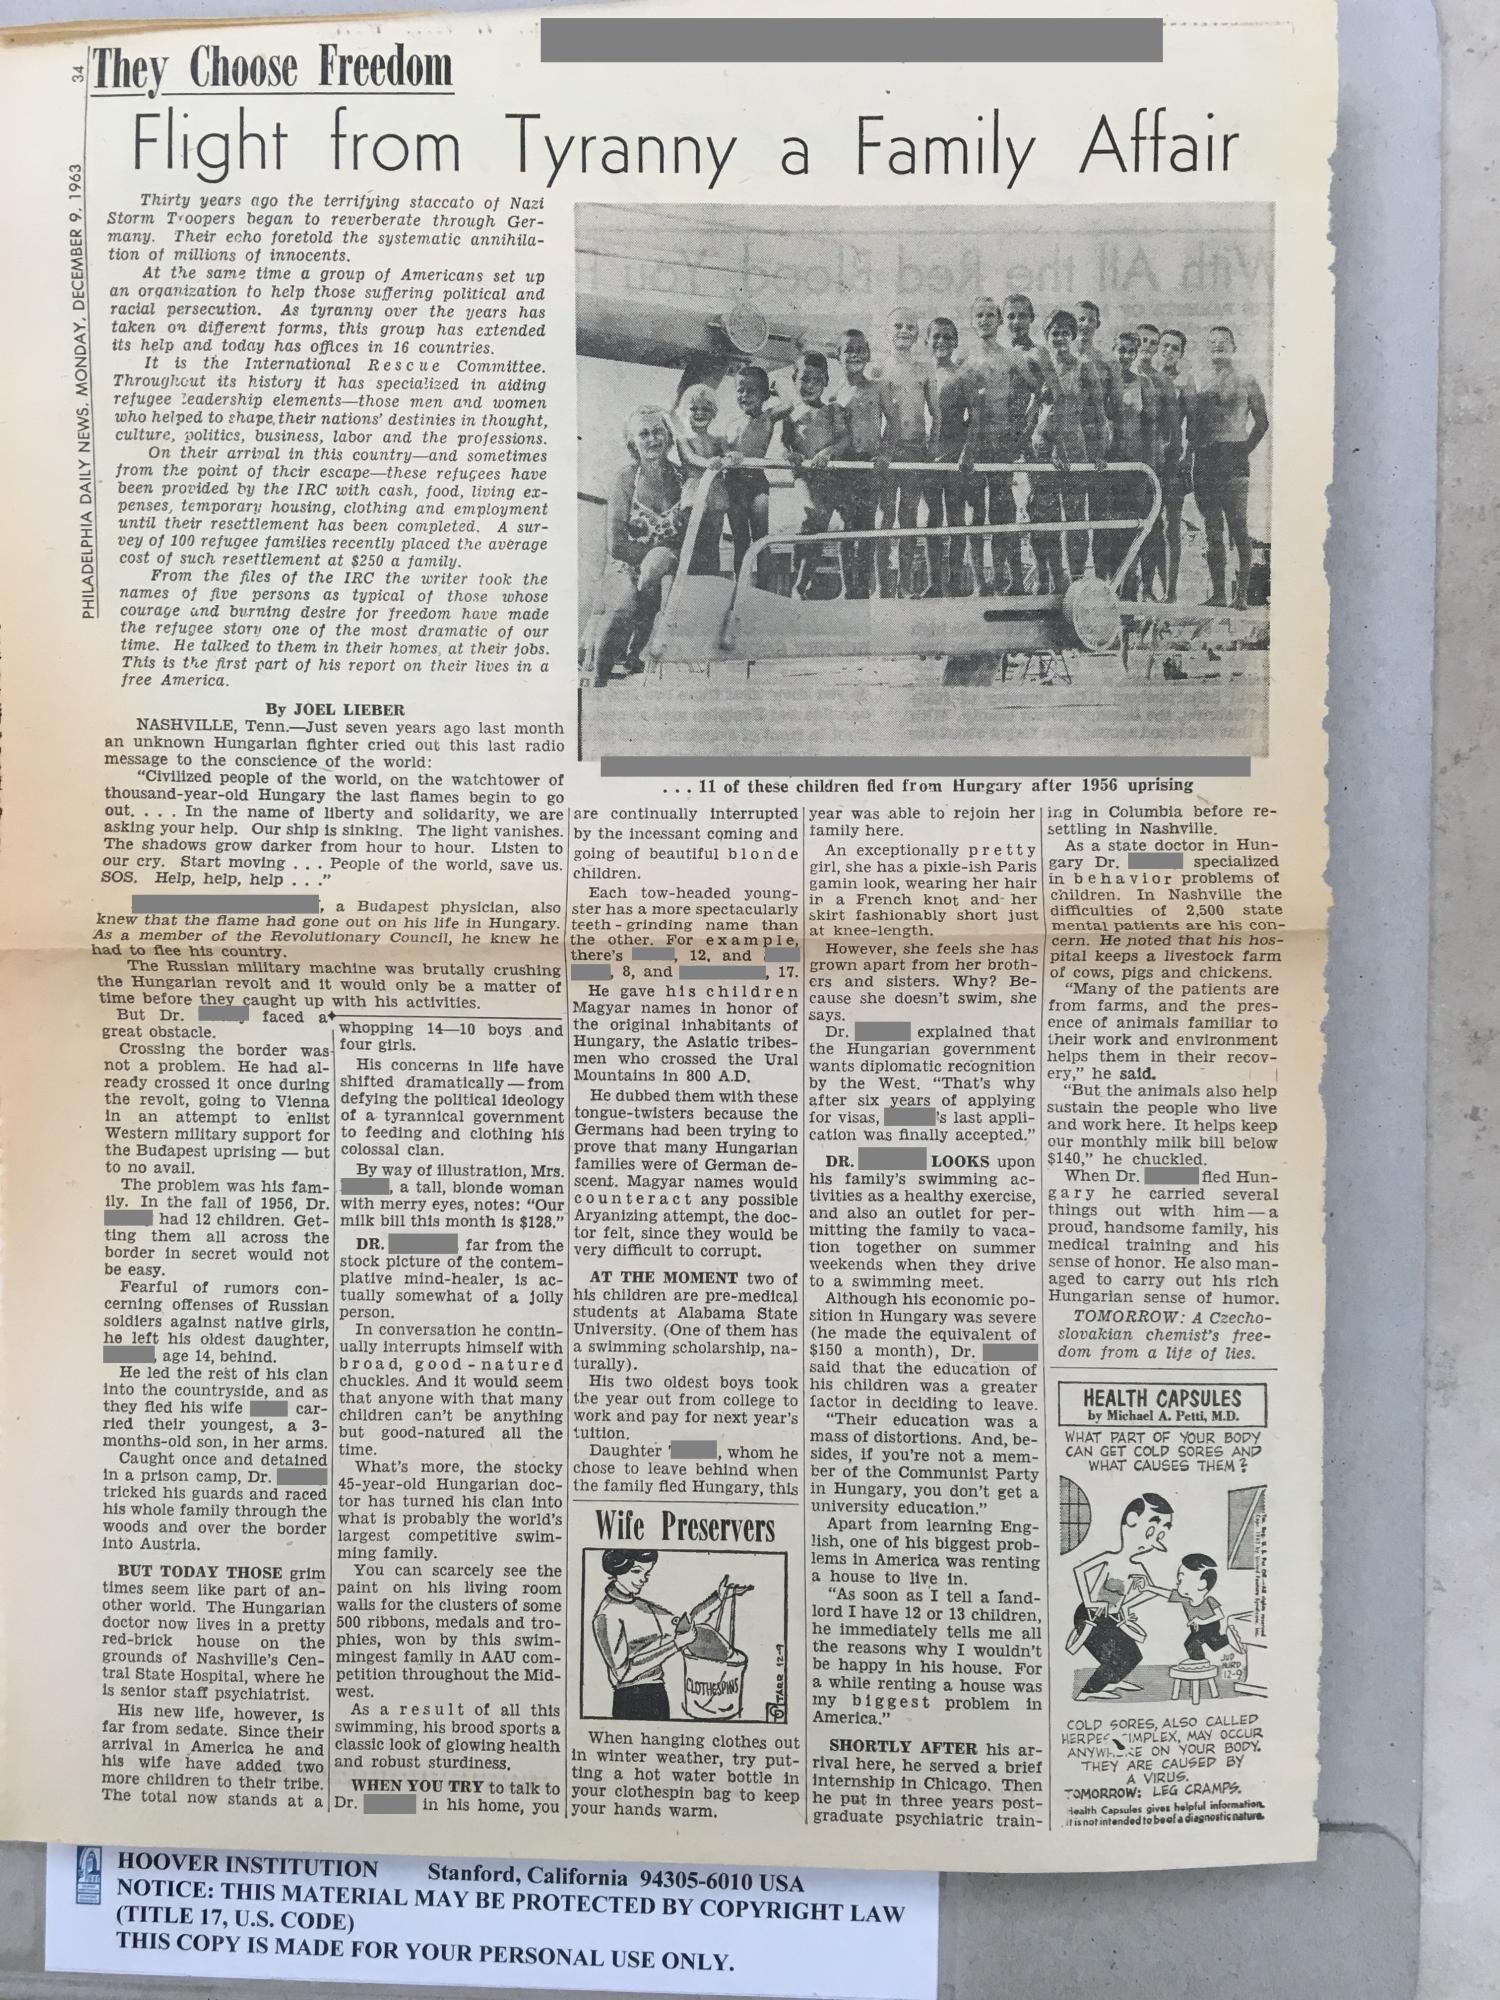 34
PHILADELPHIA DAILY NEWS, MONDAY, DECEMBER 9, 1963
They Choose Freedom
Flight from Tyranny a Family Affair
Thirty years ago the terrifying staccato of Nazi
Storm Troopers began to reverberate through Ger-
many. Their echo foretold the systematic annihila-
tion of millions of innocents.
At the same time a group of Americans set up
an organization to help those suffering political and
racial persecution. As tyranny over the years has
taken on different forms, this group has extended
its help and today has offices in 16 countries.
It is the International Rescue Committee.
Throughout its history it has specialized in aiding
refugee leadership elements—those men and women
who helped to shape their nations' destinies in thought,
culture, politics, business, labor and the professions.
On their arrival in this country—and sometimes
from the point of their escape—these refugees have
been provided by the IRC with cash, food, living ex-
penses, temporary housing, clothing and employment
until their resettlement has been completed. A sur-
vey of 100 refugee families recently placed the average
cost of such resettlement at $250 a family.
From the files of the IRC the writer took the
names of five persons as typical of those whose
courage and burning desire for freedom have made
the refugee story one of the most dramatic of our
time. He talked to them in their homes, at their jobs.
This is the first part of his report on their lives in a
free America.
By JOEL LIEBER
NASHVILLE, Tenn.—Just seven years ago last month
an unknown Hungarian fighter cried out this last radio
message to the conscience of the world:
"Civilized people of the world, on the watchtower of
thousand-year-old Hungary the last flames begin to go
out. . . . In the name of liberty and solidarity, we are
asking your help. Our ship is sinking. The light vanishes.
The shadows grow darker from hour to hour. Listen to
our cry. Start moving . . . People of the world, save us.
SOS. Help, help, help . . ."
, a Budapest physician, also
knew that the flame had gone out on his life in Hungary.
As a member of the Revolutionary Council, he knew he
had to flee his country.
The Russian military machine was brutally crushing
the Hungarian revolt and it would only be a matter of
time before they caught up with his activities.
But Dr. faced a
great obstacle.
Crossing the border was
not a problem. He had al-
ready crossed it once during
the revolt, going to Vienna
in an attempt to enlist
Western military support for
the Budapest uprising — but
to no avail.
The problem was his fam-
ily. In the fall of 1956, Dr.
had 12 children. Get-
ting them all across the
border in secret would not
be easy.
Fearful of rumors con-
cerning offenses of Russian
soldiers against native girls,
he left his oldest daughter,
, age 14, behind.
He led the rest of his clan
into the countryside, and as
they fled his wife car-
ried their youngest, a 3-
months-old son, in her arms.
Caught once and detained
in a prison camp, Dr.
tricked his guards and raced
his whole family through the
woods and over the border
into Austria.
BUT TODAY THOSE grim
times seem like part of an-
other world. The Hungarian
doctor now lives in a pretty
red-brick house on the
grounds of Nashville's Cen-
tral State Hospital, where he
is senior staff psychiatrist.
His new life, however, is
far from sedate. Since their
arrival in America he and
his wife have added two
more children to their tribe.
The total now stands at a
whopping 14—10 boys and
four girls.
His concerns in life have
shifted dramatically — from
defying the political ideology
of a tyrannical government
to feeding and clothing his
colossal clan.
By way of illustration, Mrs.
, a tall, blonde woman
with merry eyes, notes: "Our
milk bill this month is $128."
DR. far from the
stock picture of the contem-
plative mind-healer, is ac-
tually somewhat of a jolly
person.
In conversation he contin-
ually interrupts himself with
broad, good-natured
chuckles. And it would seem
that anyone with that many
children can't be anything
but good-natured all the
time.
What's more, the stocky
45-year-old Hungarian doc-
tor has turned his clan into
what is probably the world's
largest competitive swim-
ming family.
You can scarcely see the
paint on his living room
walls for the clusters of some
500 ribbons, medals and tro-
phies, won by this swim-
mingest family in AAU com-
petition throughout the Mid-
west.
As a result of all this
swimming, his brood sports a
classic look of glowing health
and robust sturdiness.
WHEN YOU TRY to talk to
Dr. in his home, you
. . . 11 of these children fled from Hungary after 1956 uprising
are continually interrupted
by the incessant coming and
going of beautiful blonde
children.
Each tow-headed young-
ster has a more spectacularly
teeth-grinding name than
the other. For example,
there's , 12, and
, 8, and , 17.
He gave his children
Magyar names in honor of
the original inhabitants of
Hungary, the Asiatic tribes-
men who crossed the Ural
Mountains in 800 A.D.
He dubbed them with these
tongue-twisters because the
Germans had been trying to
prove that many Hungarian
families were of German de-
scent. Magyar names would
counteract any possible
Aryanizing attempt, the doc-
tor felt, since they would be
very difficult to corrupt.
AT THE MOMENT two of
his children are pre-medical
students at Alabama State
University. (One of them has
a swimming scholarship, na-
turally).
His two oldest boys took
the year out from college to
work and pay for next year's
tuition.
Daughter , whom he
chose to leave behind when
the family fled Hungary, this
Wife Preservers
CLOTHESPINS
TARR 12-9
When hanging clothes out
in winter weather, try put-
ting a hot water bottle in
your clothespin bag to keep
your hands warm.
year was able to rejoin her
family here.
An exceptionally pretty
girl, she has a pixie-ish Paris
gamin look, wearing her hair
in a French knot and her
skirt fashionably short just
at knee-length.
However, she feels she has
grown apart from her broth-
ers and sisters. Why? Be-
cause she doesn't swim, she
says.
Dr. explained that
the Hungarian government
wants diplomatic recognition
by the West. "That's why
after six years of applying
for visas, 's last appli-
cation was finally accepted."
DR. LOOKS upon
his family's swimming ac-
tivities as a healthy exercise,
and also an outlet for per-
mitting the family to vaca-
tion together on summer
weekends when they drive
to a swimming meet.
Although his economic po-
sition in Hungary was severe
(he made the equivalent of
$150 a month), Dr.
said that the education of
his children was a greater
factor in deciding to leave.
"Their education was a
mass of distortions. And, be-
sides, if you're not a mem-
ber of the Communist Party
in Hungary, you don't get a
university education."
Apart from learning Eng-
lish, one of his biggest prob-
lems in America was renting
a house to live in.
"As soon as I tell a land-
lord I have 12 or 13 children,
he immediately tells me all
the reasons why I wouldn't
be happy in his house. For
a while renting a house was
my biggest problem in
America."
SHORTLY AFTER his ar-
rival here, he served a brief
internship in Chicago. Then
he put in three years post-
graduate psychiatric train-
ing in Columbia before re-
settling in Nashville.
As a state doctor in Hun-
gary Dr. specialized
in behavior problems of
children. In Nashville the
difficulties of 2,500 state
mental patients are his con-
cern. He noted that his hos-
pital keeps a livestock farm
of cows, pigs and chickens.
"Many of the patients are
from farms, and the pres-
ence of animals familiar to
their work and environment
helps them in their recov-
ery," he said.
"But the animals also help
sustain the people who live
and work here. It helps keep
our monthly milk bill below
$140," he chuckled.
When Dr. fled Hun-
gary he carried several
things out with him — a
proud, handsome family, his
medical training and his
sense of honor. He also man-
aged to carry out his rich
Hungarian sense of humor.
TOMORROW: A Czecho-
slovakian chemist's free-
dom from a life of lies.
HEALTH CAPSULES
by Michael A. Petti, M.D.
WHAT PART OF YOUR BODY
CAN GET COLD SORES AND
WHAT CAUSES THEM?
JUD
HURD
12-9
COLD SORES, ALSO CALLED
HERPES SIMPLEX, MAY OCCUR
ANYWHERE ON YOUR BODY.
THEY ARE CAUSED BY
A VIRUS.
TOMORROW: LEG CRAMPS.
Health Capsules gives helpful information.
It is not intended to be of a diagnostic nature.
HOOVER INSTITUTION Stanford, California 94305-6010 USA
NOTICE: THIS MATERIAL MAY BE PROTECTED BY COPYRIGHT LAW
(TITLE 17, U.S. CODE)
THIS COPY IS MADE FOR YOUR PERSONAL USE ONLY.